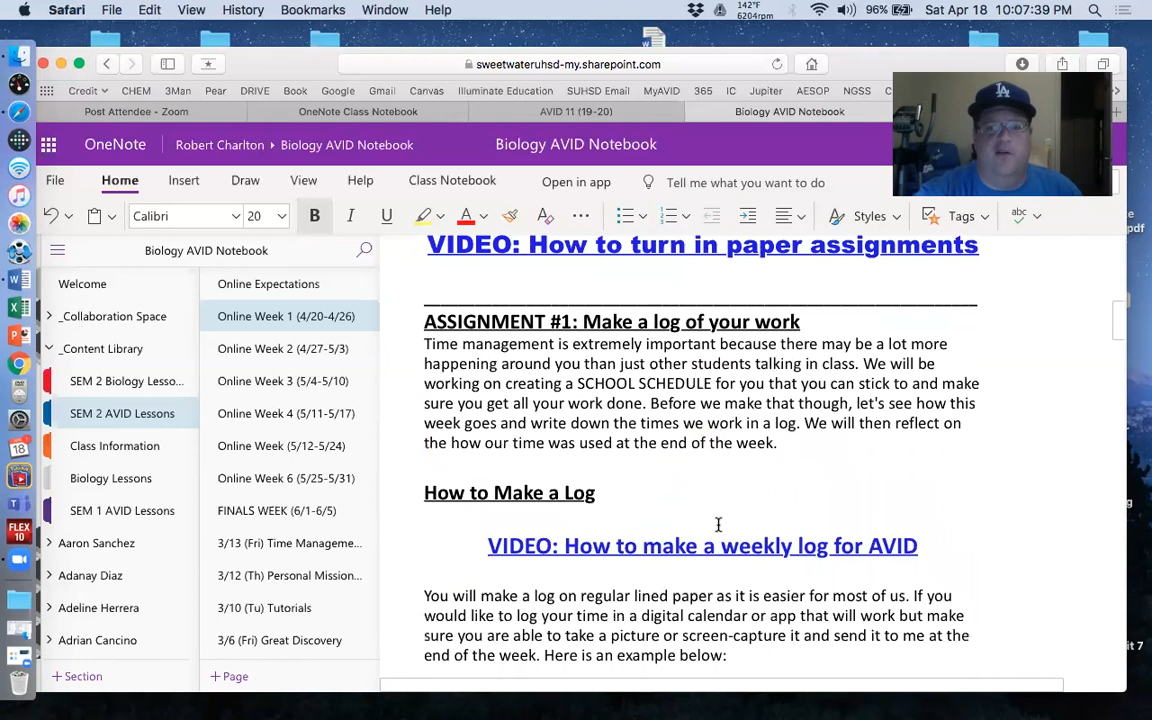 Safari File Edit View History Bookmarks Window Help 142°F 6204rpm 96% Sat Apr 18 10:07:39 PM
sweetwateruhsd-my.sharepoint.com
Credit CHEM 3Man Pear DRIVE Book Google Gmail Canvas Illuminate Education SUHSD Email MyAVID 365 IC Jupiter AESOP NGSS
Post Attendee - Zoom OneNote Class Notebook AVID 11 (19-20) Biology AVID Notebook
OneNote Robert Charlton Biology AVID Notebook Biology AVID Notebook
File Home Insert Draw View Help Class Notebook Open in app Tell me what you want to do
Calibri 20 B I U A Styles Tags abc
Biology AVID Notebook
Welcome
_Collaboration Space
_Content Library
SEM 2 Biology Lesso...
SEM 2 AVID Lessons
Class Information
Biology Lessons
SEM 1 AVID Lessons
Aaron Sanchez
Adanay Diaz
Adeline Herrera
Adrian Cancino
+ Section
Online Expectations
Online Week 1 (4/20-4/26)
Online Week 2 (4/27-5/3)
Online Week 3 (5/4-5/10)
Online Week 4 (5/11-5/17)
Online Week 5 (5/12-5/24)
Online Week 6 (5/25-5/31)
FINALS WEEK (6/1-6/5)
3/13 (Fri) Time Manageme...
3/12 (Th) Personal Mission...
3/10 (Tu) Tutorials
3/6 (Fri) Great Discovery
+ Page
VIDEO: How to turn in paper assignments
ASSIGNMENT #1: Make a log of your work
Time management is extremely important because there may be a lot more
happening around you than just other students talking in class. We will be
working on creating a SCHOOL SCHEDULE for you that you can stick to and make
sure you get all your work done. Before we make that though, let's see how this
week goes and write down the times we work in a log. We will then reflect on
the how our time was used at the end of the week.
How to Make a Log
VIDEO: How to make a weekly log for AVID
You will make a log on regular lined paper as it is easier for most of us. If you
would like to log your time in a digital calendar or app that will work but make
sure you are able to take a picture or screen-capture it and send it to me at the
end of the week. Here is an example below:
LA
18
FLEX
10
pdf
it 7